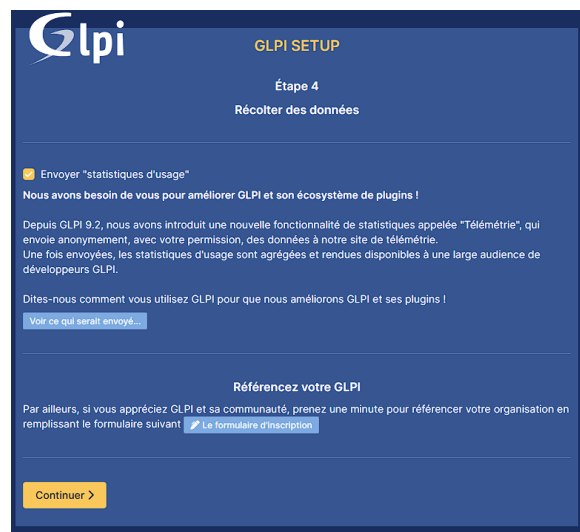 Glpi
GLPI SETUP
Étape 4
Récolter des données
Envoyer "statistiques d'usage"
Nous avons besoin de vous pour améliorer GLPI et son écosystème de plugins !
Depuis GLPI 9.2, nous avons introduit une nouvelle fonctionnalité de statistiques appelée "Télémétrie", qui
envoie anonymement, avec votre permission, des données à notre site de télémétrie.
Une fois envoyées, les statistiques d'usage sont agrégées et rendues disponibles à une large audience de
développeurs GLPI.
Dites-nous comment vous utilisez GLPI pour que nous améliorons GLPI et ses plugins !
Voir ce qui serait envoyé...
Référencez votre GLPI
Par ailleurs, si vous appréciez GLPI et sa communauté, prenez une minute pour référencer votre organisation en
remplissant le formulaire suivant Le formulaire d'inscription
Continuer